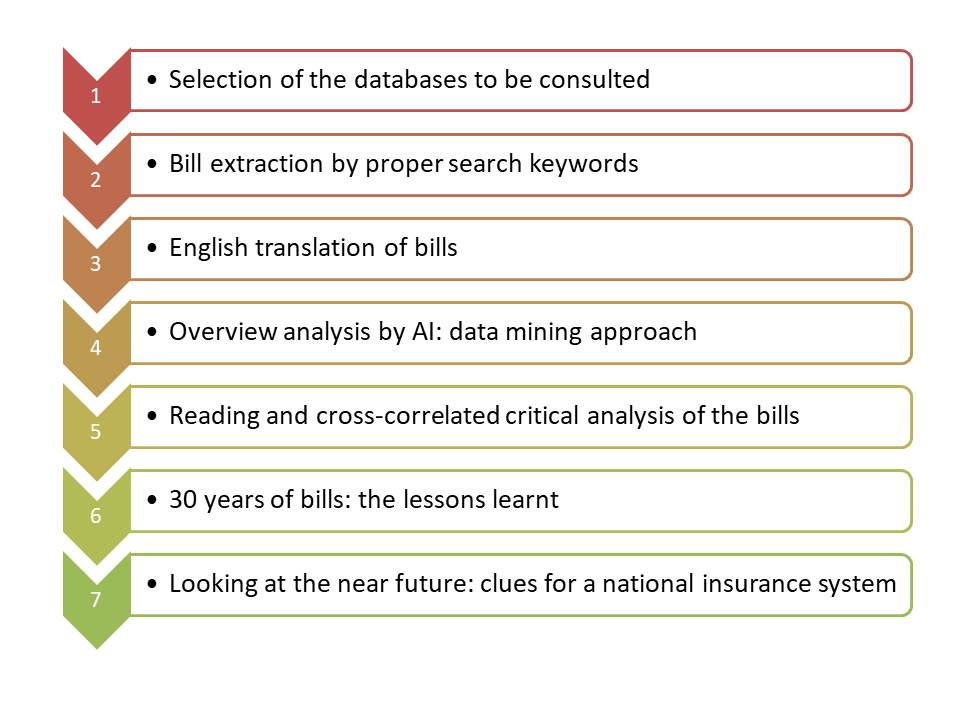 1
• Selection of the databases to be consulted
2
• Bill extraction by proper search keywords
3
• English translation of bills
4
• Overview analysis by AI: data mining approach
5
• Reading and cross-correlated critical analysis of the bills
6
• 30 years of bills: the lessons learnt
7
• Looking at the near future: clues for a national insurance system